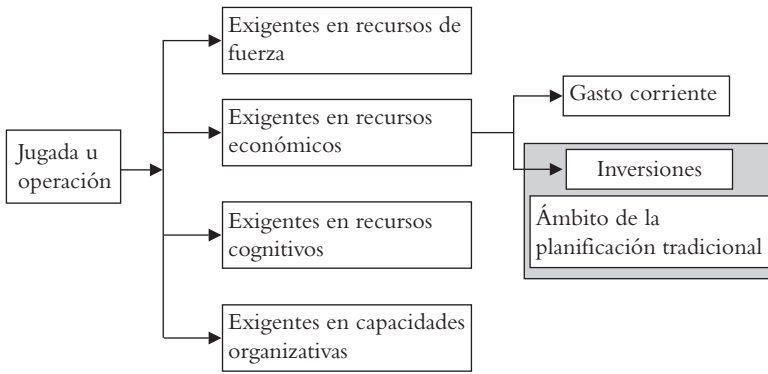 Jugada u
operación
Exigentes en recursos de
fuerza
Exigentes en recursos
económicos
Exigentes en recursos
cognitivos
Exigentes en capacidades
organizativas
Gasto corriente
Inversiones
Ámbito de la
planificación tradicional